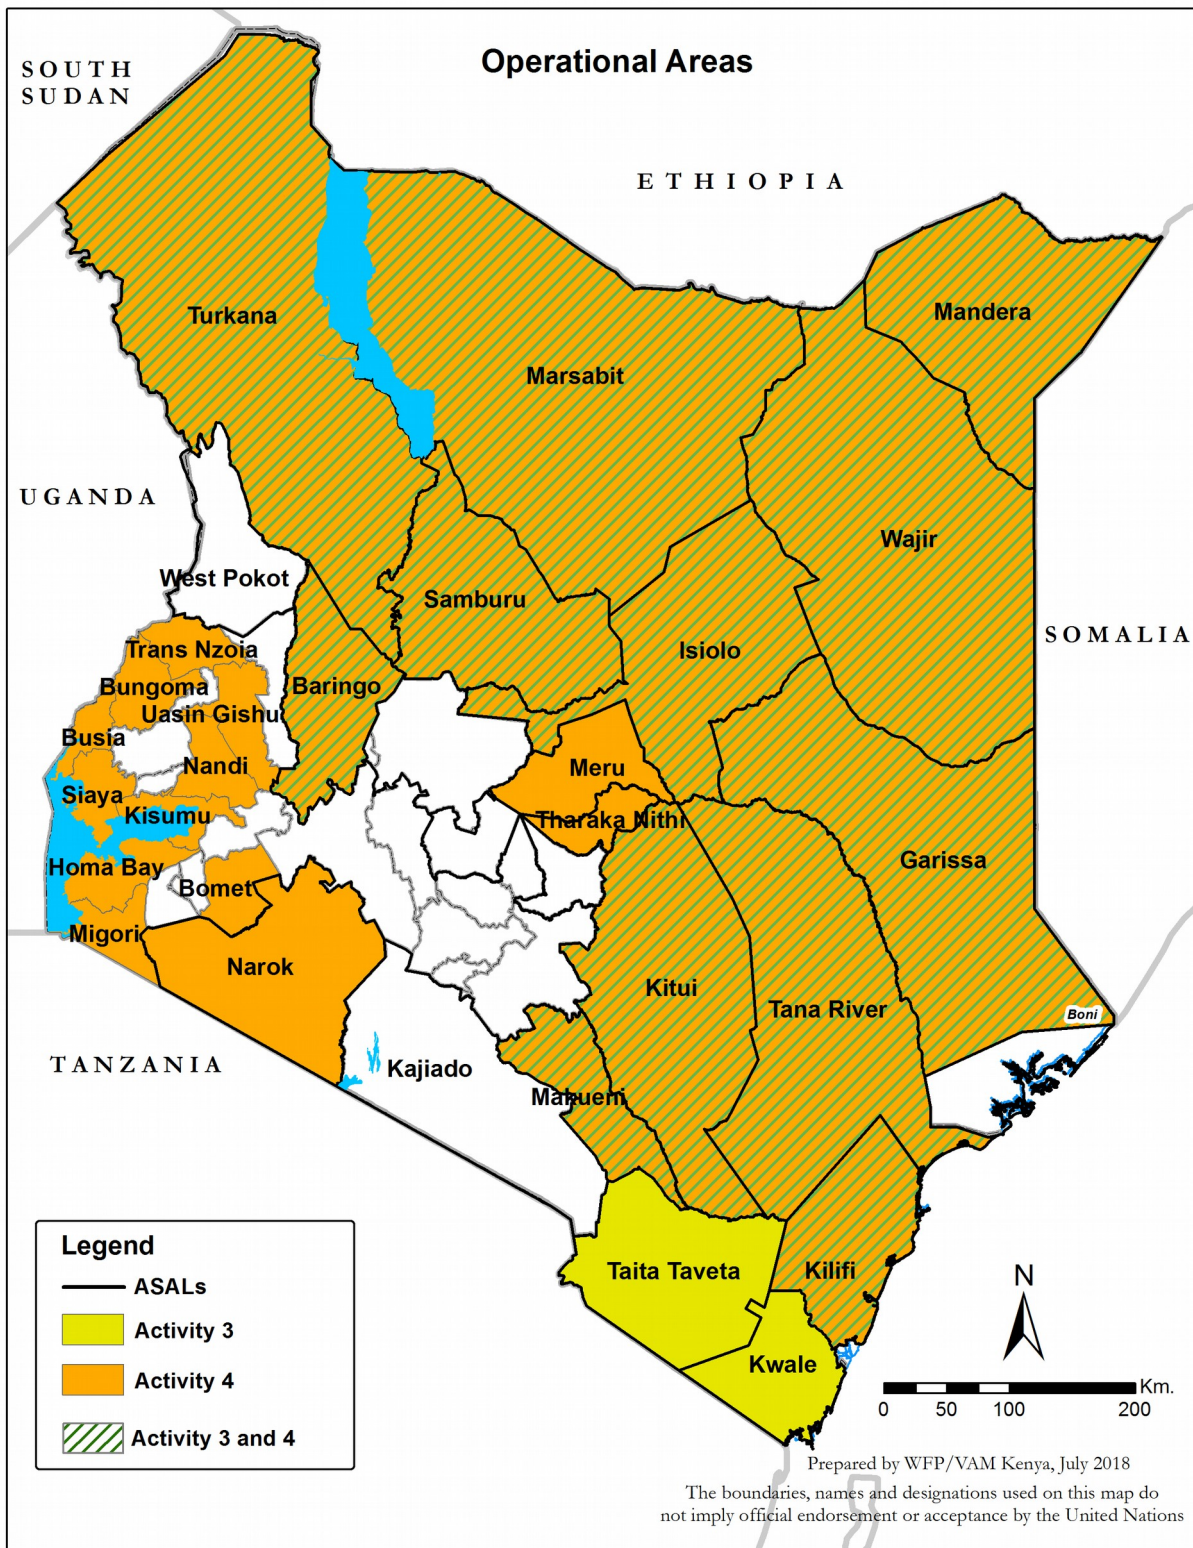 Operational Areas
SOUTH
SUDAN
ETHIOPIA
Mandera
Turkana
Marsabit
UGANDA
Wajir
West Pokot
Samburu
SOMALIA
Trans Nzoia
Isiolo
Bungoma
Baringo
Uasin Gishu
Busia
Nandi
Meru
Siaya
Kisumu
Tharaka Nithi
Garissa
Homa Bay
Bomet
Migori
Narok
Kitui
Tana River
Boni
TANZANIA
Kajiado
Makueni
Legend
ASALs
Activity 3
Activity 4
Activity 3 and 4
Taita Taveta
Kilifi
Kwale
N
Km.
0 50 100 200
Prepared by WFP/VAM Kenya, July 2018
The boundaries, names and designations used on this map do
not imply official endorsement or acceptance by the United Nations